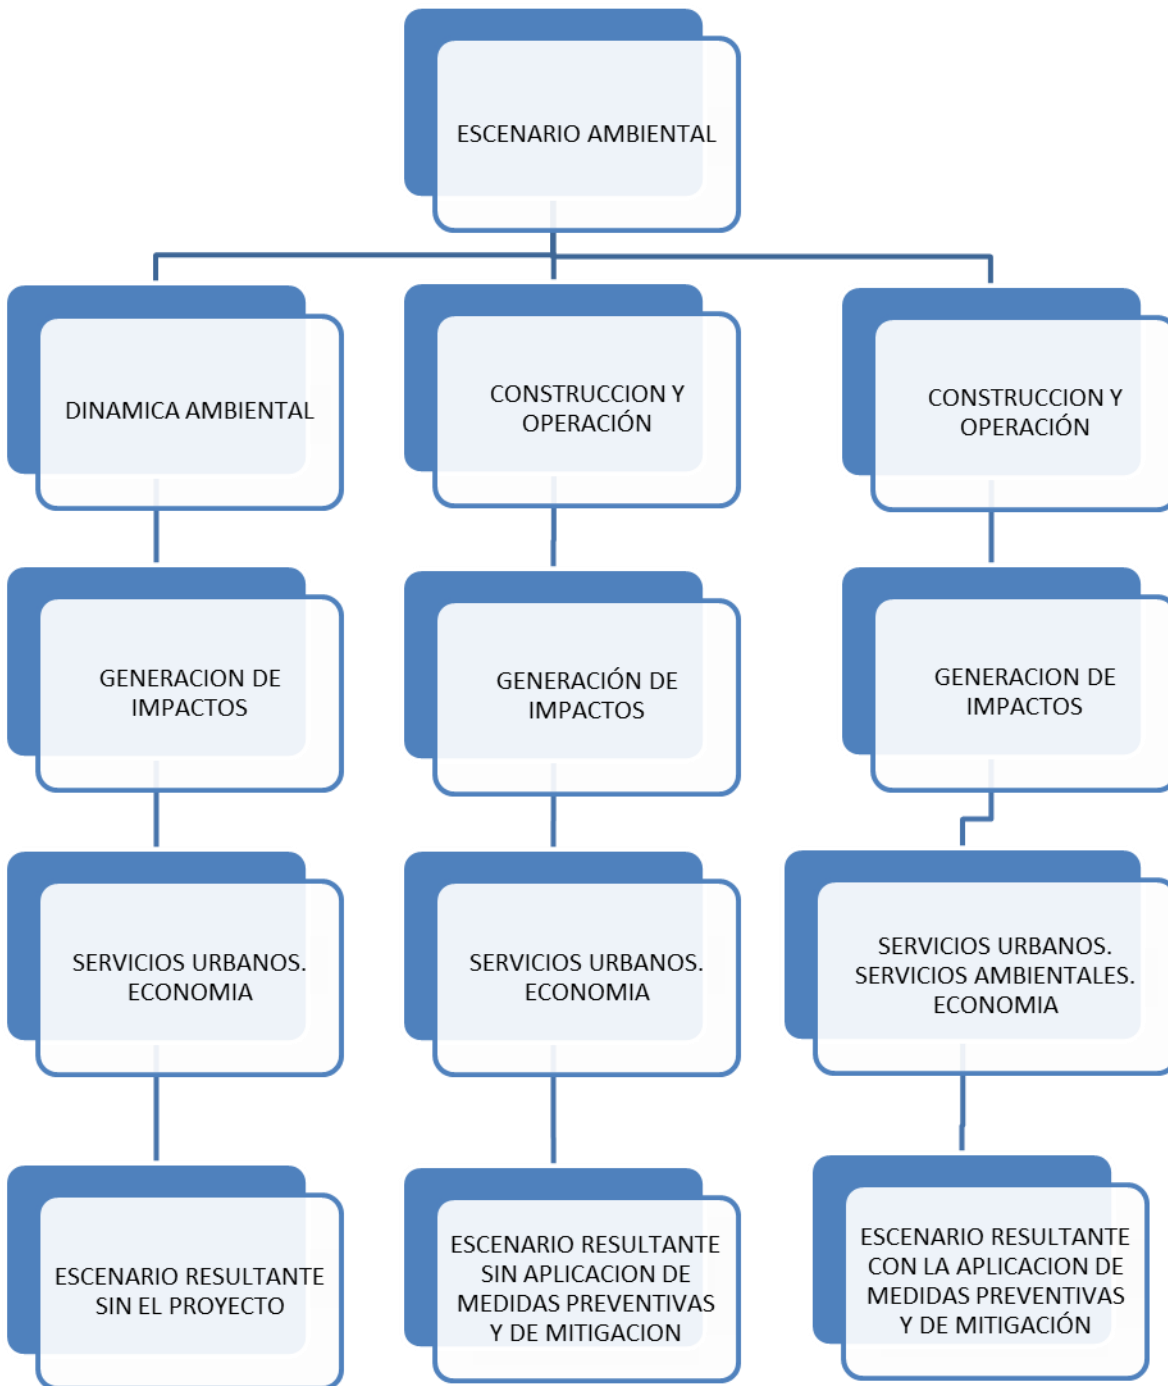 ESCENARIO AMBIENTAL
DINAMICA AMBIENTAL
CONSTRUCCION Y
OPERACIÓN
CONSTRUCCION Y
OPERACIÓN
GENERACION DE
IMPACTOS
GENERACIÓN DE
IMPACTOS
GENERACION DE
IMPACTOS
SERVICIOS URBANOS.
ECONOMIA
SERVICIOS URBANOS.
ECONOMIA
SERVICIOS URBANOS.
SERVICIOS AMBIENTALES.
ECONOMIA
ESCENARIO RESULTANTE
SIN EL PROYECTO
ESCENARIO RESULTANTE
SIN APLICACION DE
MEDIDAS PREVENTIVAS
Y DE MITIGACION
ESCENARIO RESULTANTE
CON LA APLICACION DE
MEDIDAS PREVENTIVAS
Y DE MITIGACIÓN